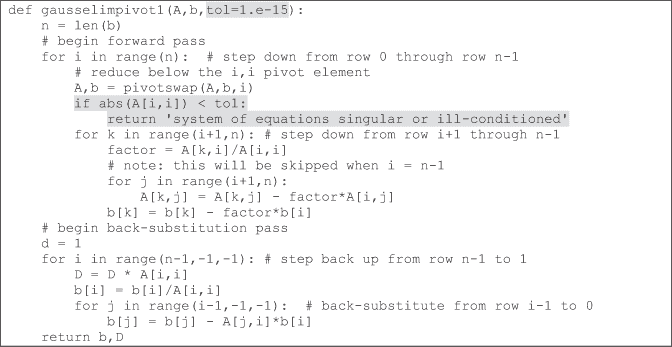 def gausselimpivot1(A,b,tol=1.e-15):
    n = len(b)
    # begin forward pass
    for i in range(n):  # step down from row 0 through row n-1
        # reduce below the i,i pivot element
        A,b = pivotswap(A,b,i)
        if abs(A[i,i]) < tol:
            return 'system of equations singular or ill-conditioned'
        for k in range(i+1,n): # step down from row i+1 through n-1
            factor = A[k,i]/A[i,i]
            # note: this will be skipped when i = n-1
            for j in range(i+1,n):
                A[k,j] = A[k,j] - factor*A[i,j]
            b[k] = b[k] - factor*b[i]
    # begin back-substitution pass
    d = 1
    for i in range(n-1,-1,-1): # step back up from row n-1 to 1
        D = D * A[i,i]
        b[i] = b[i]/A[i,i]
        for j in range(i-1,-1,-1):  # back-substitute from row i-1 to 0
            b[j] = b[j] - A[j,i]*b[i]
    return b,D